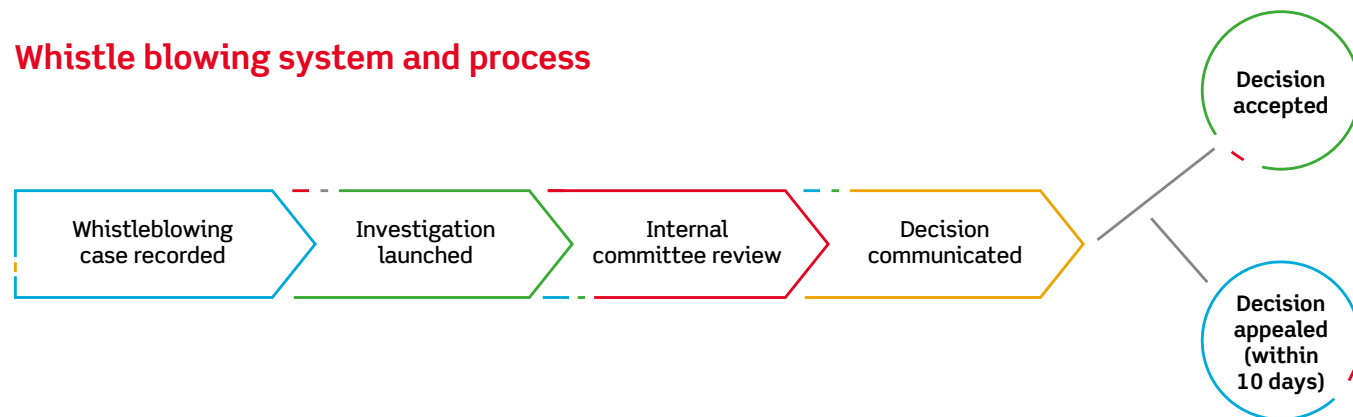 Whistle blowing system and process
Whistleblowing
case recorded
Investigation
launched
Internal
committee review
Decision
communicated
Decision
accepted
Decision
appealed
(within
10 days)